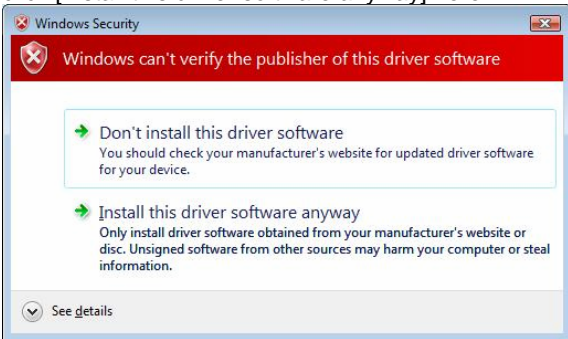 Windows Security
Windows can't verify the publisher of this driver software
Don't install this driver software
You should check your manufacturer's website for updated driver software
for your device.
Install this driver software anyway
Only install driver software obtained from your manufacturer's website or
disc. Unsigned software from other sources may harm your computer or steal
information.
See details